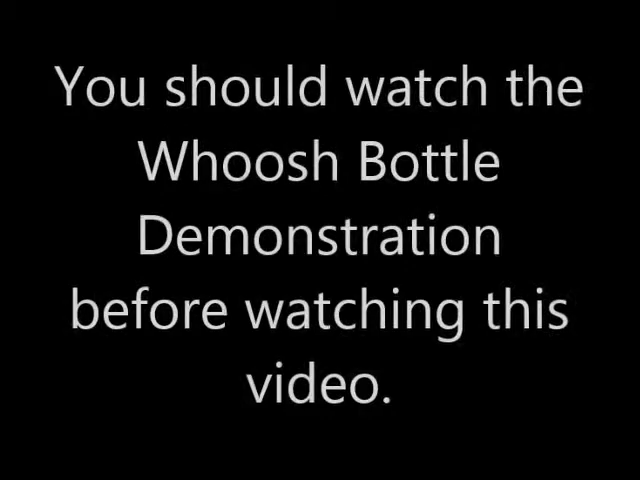 You should watch the
Whoosh Bottle
Demonstration
before watching this
video.